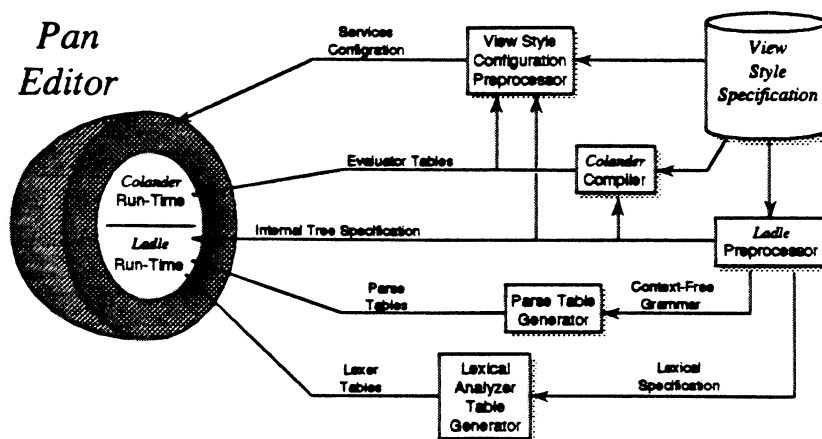 Pan
Editor
Services
Configration
View Style
Configuration
Preprocessor
View
Style
Specification
Evaluator Tables
Colander
Compiler
Colander
Run-Time
Internal Tree Specification
Ladle
Preprocessor
Ladle
Run-Time
Parse
Tables
Parse Table
Generator
Context-Free
Grammar
Lexer
Tables
Lexical
Analyzer
Table
Generator
Lexical
Specification